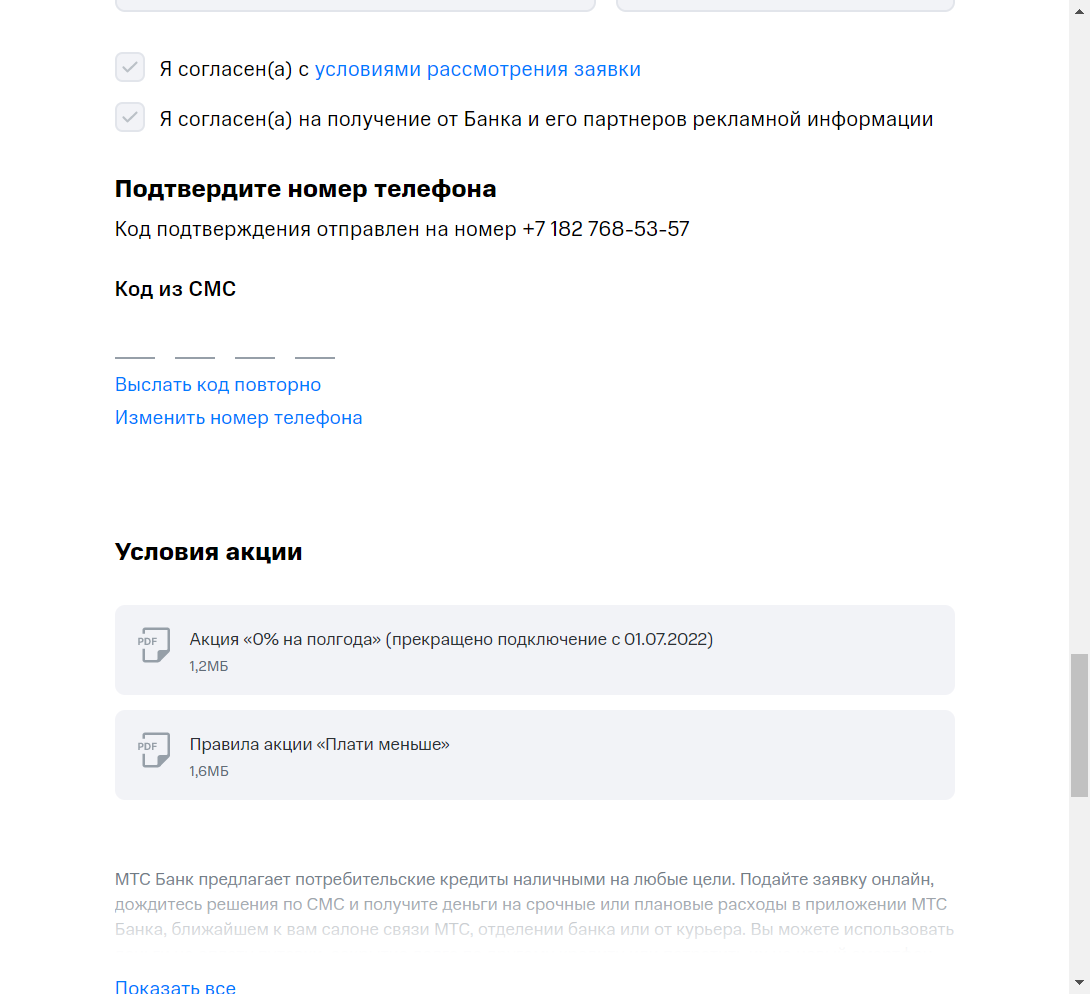 Я согласен(а) с условиями рассмотрения заявки
Я согласен(а) на получение от Банка и его партнеров рекламной информации
Подтвердите номер телефона
Код подтверждения отправлен на номер +7 182 768-53-57
Код из СМС
Выслать код повторно
Изменить номер телефона
Условия акции
PDF
Акция «0% на полгода» (прекращено подключение с 01.07.2022)
1,2МБ
PDF
Правила акции «Плати меньше»
1,6МБ
МТС Банк предлагает потребительские кредиты наличными на любые цели. Подайте заявку онлайн,
дождитесь решения по СМС и получите деньги на срочные или плановые расходы в приложении МТС
Банка, ближайшем к вам салоне связи МТС, отделении банка или от курьера. Вы можете использовать
Показать все